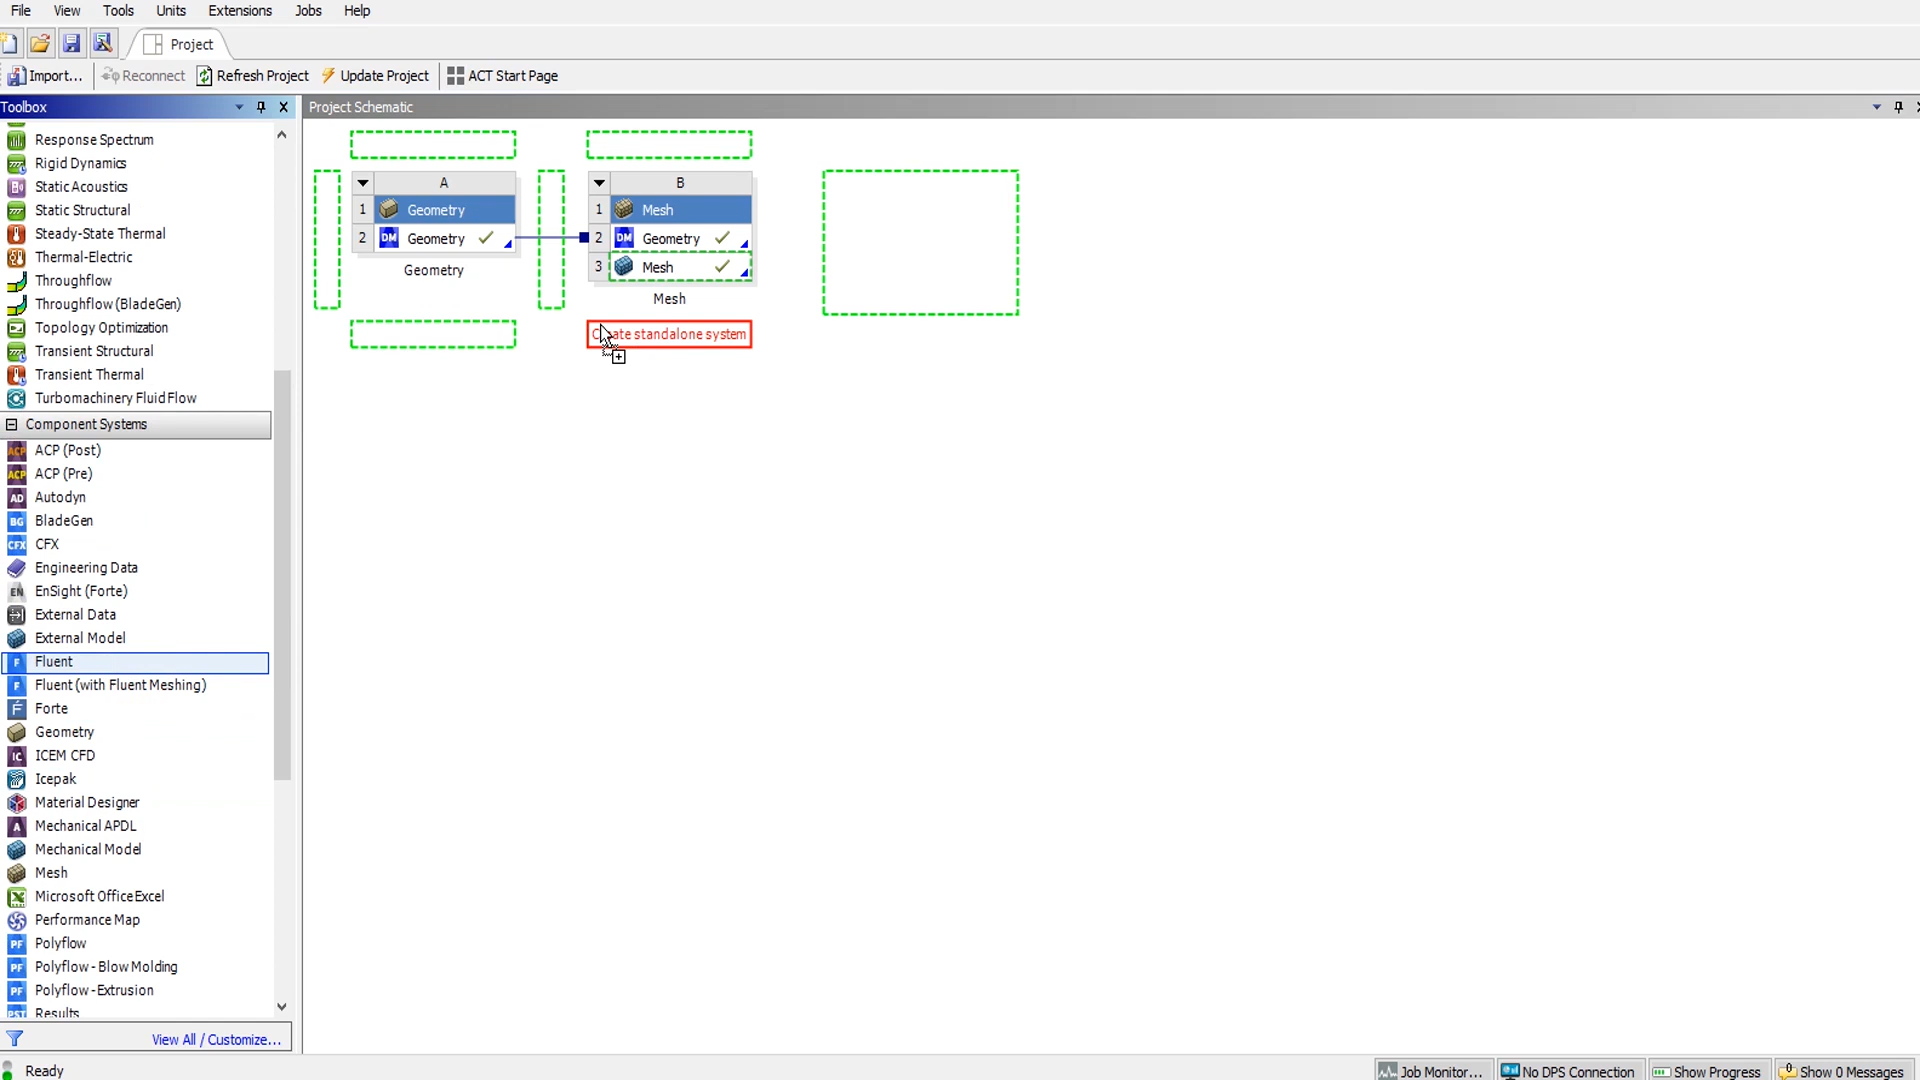 File View Tools Units Extensions Jobs Help
Project
Import... Reconnect Refresh Project Update Project ACT Start Page
Toolbox
Response Spectrum
Rigid Dynamics
Static Acoustics
Static Structural
Steady-State Thermal
Thermal-Electric
Throughflow
Throughflow (BladeGen)
Topology Optimization
Transient Structural
Transient Thermal
Turbomachinery Fluid Flow
Component Systems
ACP (Post)
ACP (Pre)
Autodyn
BladeGen
CFX
Engineering Data
EnSight (Forte)
External Data
External Model
Fluent
Fluent (with Fluent Meshing)
Forte
Geometry
ICEM CFD
Icepak
Material Designer
Mechanical APDL
Mechanical Model
Mesh
Microsoft Office Excel
Performance Map
Polyflow
Polyflow - Blow Molding
Polyflow - Extrusion
Results
View All / Customize...
Project Schematic
A
1 Geometry
2 DM Geometry
Geometry
B
1 Mesh
2 DM Geometry
3 Mesh
Mesh
standalone system
Ready
Job Monitor... No DPS Connection Show Progress Show 0 Messages